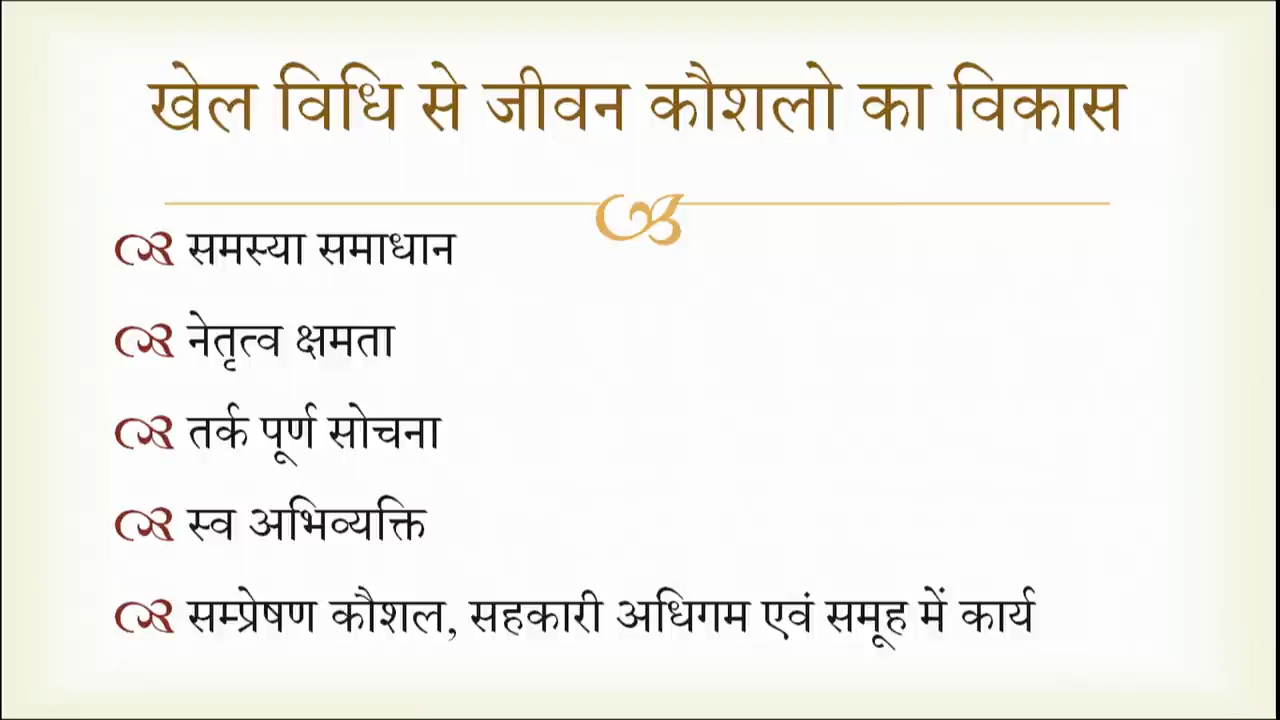 खेल विधि से जीवन कौशलो का विकास
समस्या समाधान
नेतृत्व क्षमता
तर्क पूर्ण सोचना
स्व अभिव्यक्ति
सम्प्रेषण कौशल, सहकारी अधिगम एवं समूह में कार्य